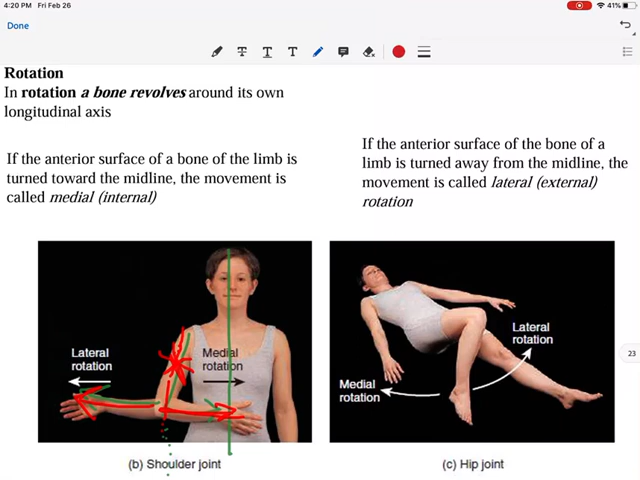 4:20 PM Fri Feb 26
41%
Done
T T T
Rotation
In rotation a bone revolves around its own
longitudinal axis
If the anterior surface of a bone of the limb is
turned toward the midline, the movement is
called medial (internal)
If the anterior surface of the bone of a
limb is turned away from the midline, the
movement is called lateral (external)
rotation
Lateral
rotation
Medial
rotation
(b) Shoulder joint
Lateral
rotation
Medial
rotation
(c) Hip joint
23